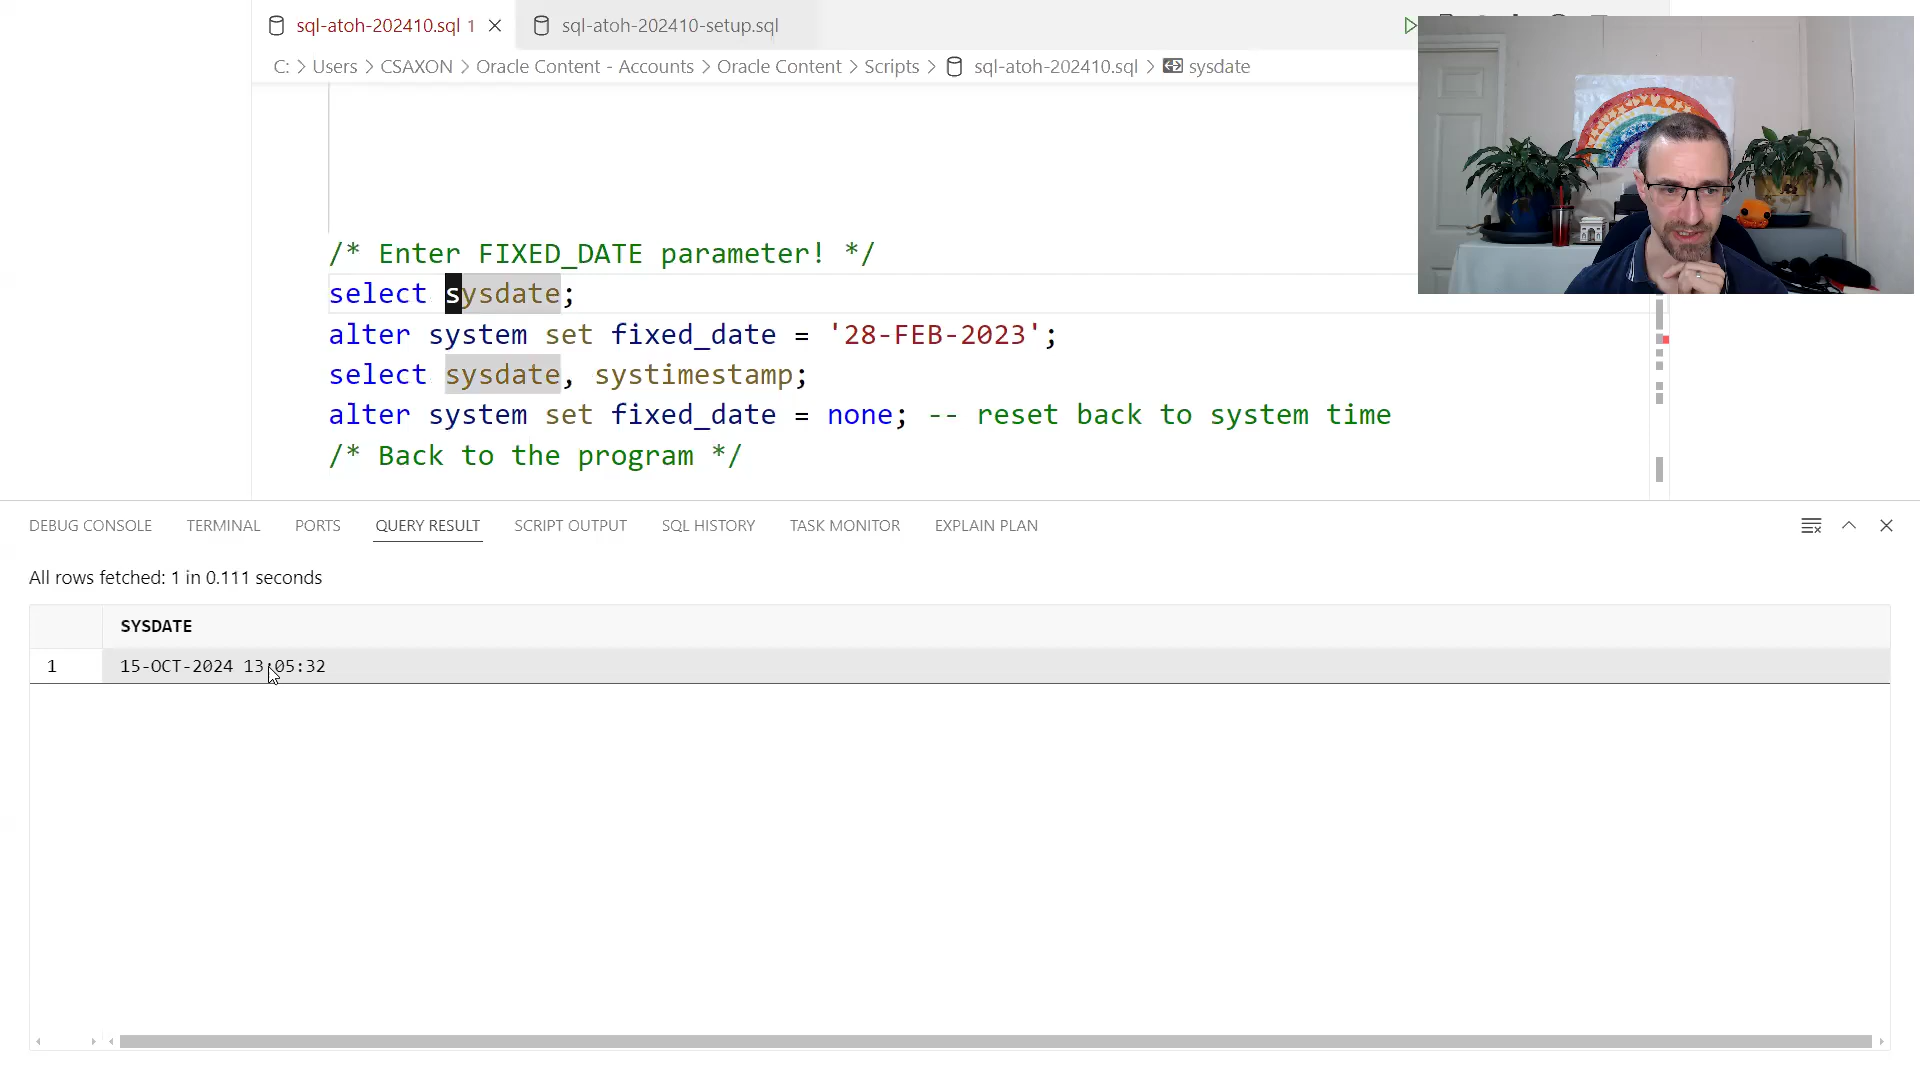 sql-atoh-202410.sql 1
sql-atoh-202410-setup.sql
C: > Users > CSAXON > Oracle Content - Accounts > Oracle Content > Scripts > sql-atoh-202410.sql > sysdate
/* Enter FIXED_DATE parameter! */
select sysdate;
alter system set fixed_date = '28-FEB-2023';
select sysdate, systimestamp;
alter system set fixed_date = none; -- reset back to system time
/* Back to the program */
DEBUG CONSOLE TERMINAL PORTS QUERY RESULT SCRIPT OUTPUT SQL HISTORY TASK MONITOR EXPLAIN PLAN
All rows fetched: 1 in 0.111 seconds
SYSDATE
1 15-OCT-2024 13:05:32